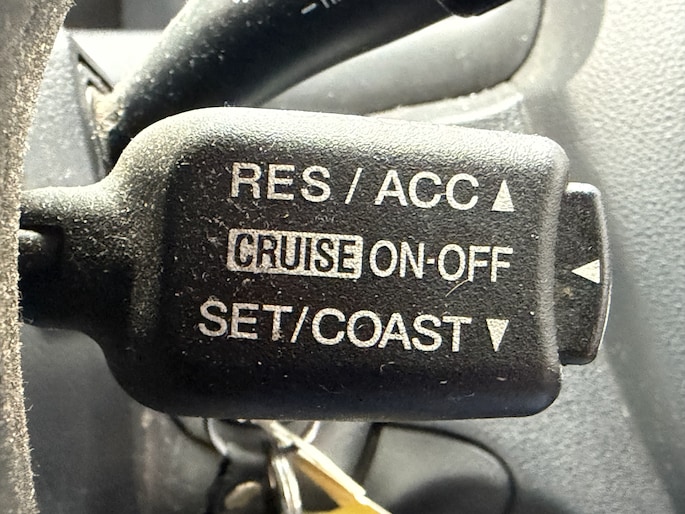 RES / ACC ▲
CRUISE ON-OFF ◀
SET/COAST ▼